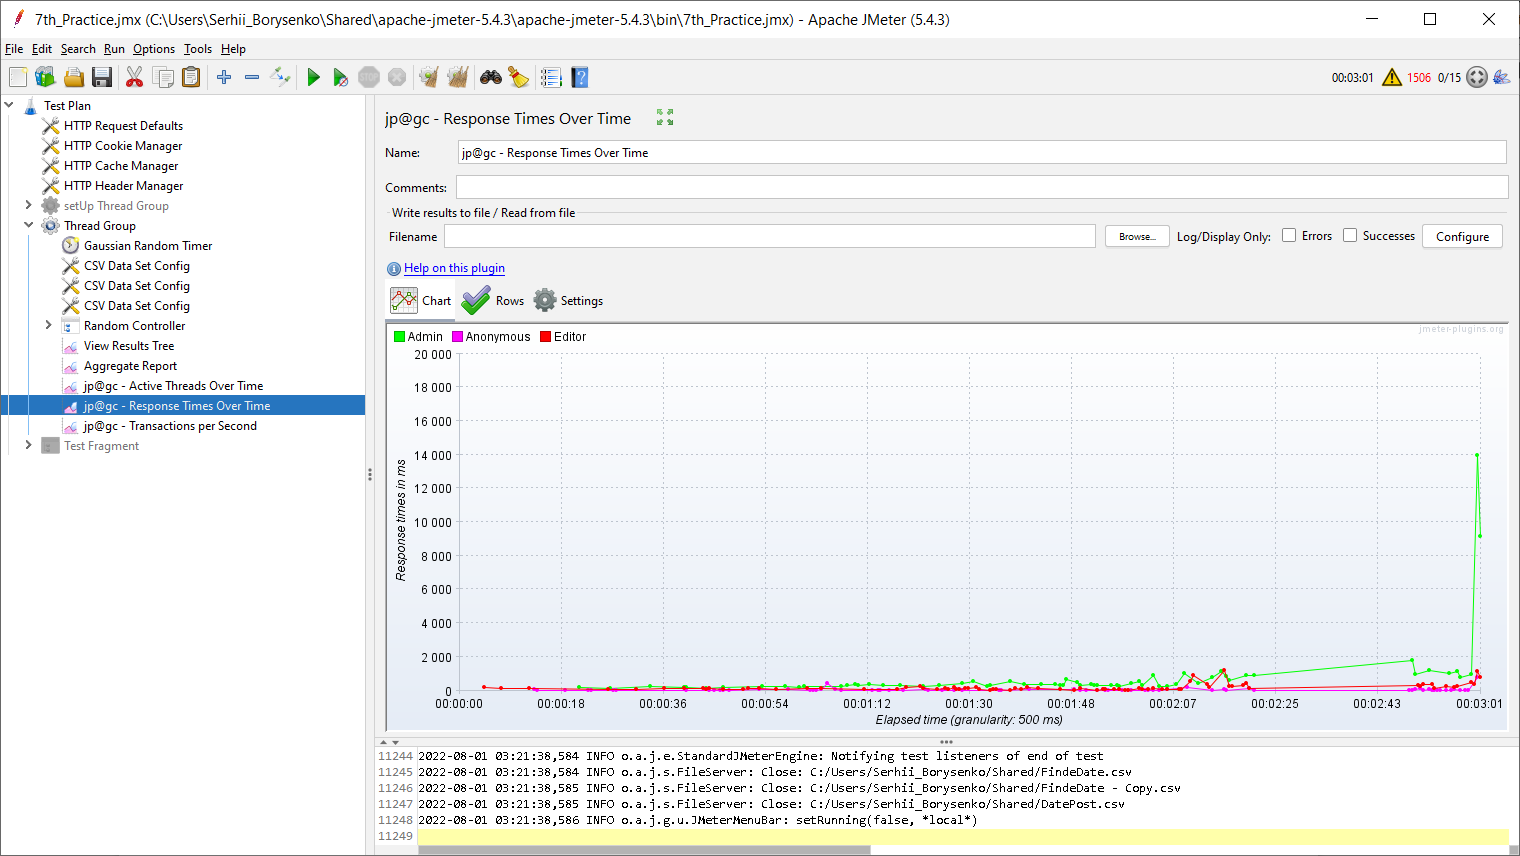 7th_Practice.jmx (C:\Users\Serhii_Borysenko\Shared\apache-jmeter-5.4.3\apache-jmeter-5.4.3\bin\7th_Practice.jmx) - Apache JMeter (5.4.3)
File Edit Search Run Options Tools Help
STOP 00:03:01 1506 0/15
Test Plan
HTTP Request Defaults
HTTP Cookie Manager
HTTP Cache Manager
HTTP Header Manager
setUp Thread Group
Thread Group
Gaussian Random Timer
CSV Data Set Config
CSV Data Set Config
CSV Data Set Config
Random Controller
View Results Tree
Aggregate Report
jp@gc - Active Threads Over Time
jp@gc - Response Times Over Time
jp@gc - Transactions per Second
Test Fragment
jp@gc - Response Times Over Time
Name: jp@gc - Response Times Over Time
Comments:
Write results to file / Read from file
Filename Browse... Log/Display Only: Errors Successes Configure
Help on this plugin
Chart Rows Settings
jmeter-plugins.org
Admin Anonymous Editor
20 000
18 000
16 000
14 000
12 000
10 000
8 000
6 000
4 000
2 000
0
Response times in ms
00:00:00 00:00:18 00:00:36 00:00:54 00:01:12 00:01:30 00:01:48 00:02:07 00:02:25 00:02:43 00:03:01
Elapsed time (granularity: 500 ms)
11244 2022-08-01 03:21:38,584 INFO o.a.j.e.StandardJMeterEngine: Notifying test listeners of end of test
11245 2022-08-01 03:21:38,584 INFO o.a.j.s.FileServer: Close: C:/Users/Serhii_Borysenko/Shared/FindeDate.csv
11246 2022-08-01 03:21:38,585 INFO o.a.j.s.FileServer: Close: C:/Users/Serhii_Borysenko/Shared/FindeDate - Copy.csv
11247 2022-08-01 03:21:38,585 INFO o.a.j.s.FileServer: Close: C:/Users/Serhii_Borysenko/Shared/DatePost.csv
11248 2022-08-01 03:21:38,586 INFO o.a.j.g.u.JMeterMenuBar: setRunning(false, *local*)
11249